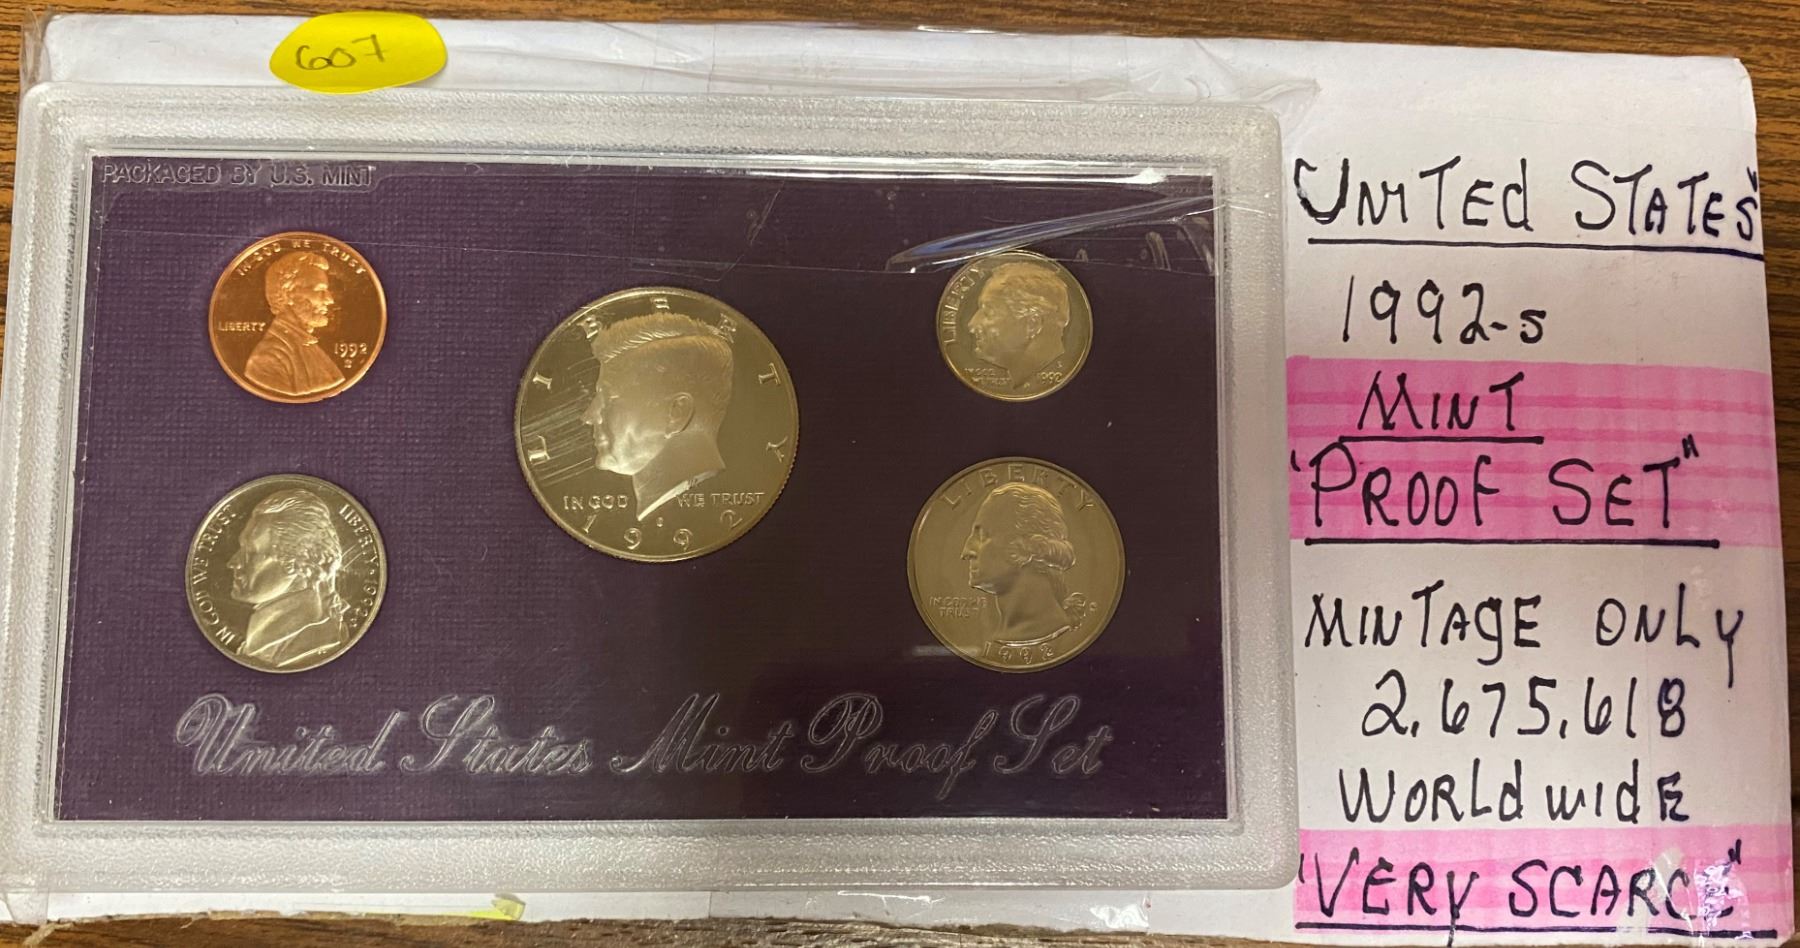 607
PACKAGED BY U.S. MINT
IN GOD WE TRUST
LIBERTY
1992
S
LIBERTY
IN GOD WE TRUST
1992
LIBERTY
IN GOD
WE TRUST
1992
S
IN GOD WE TRUST
LIBERTY • 1992
S
LIBERTY
IN GOD WE
TRUST
S
1992
United States Mint Proof Set
UNITED STATES"
1992-S
MINT
"PROOF SET"
MINTAGE ONLY
2,675,618
WORLdwidE
"VERY SCARCE"